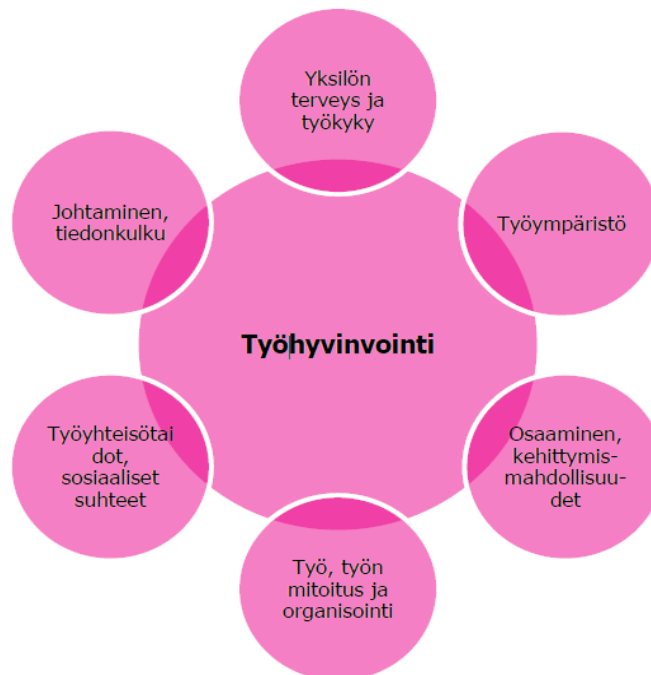 Yksilön
terveys ja
työkyky
Johtaminen,
tiedonkulku
Työympäristö
Työhyvinvointi
Työyhteisötai
dot,
sosiaaliset
suhteet
Osaaminen,
kehittymis-
mahdollisuu-
det
Työ, työn
mitoitus ja
organisointi